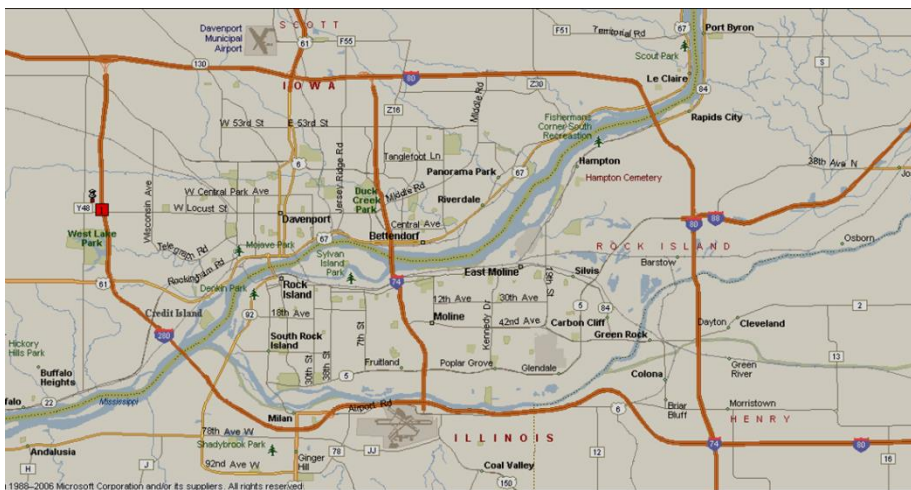 Davenport
Municipal
Airport
S C O T T
61
F55
F51
Territorial Rd
67
Port Byron
Scout Park
S
130
80
I O W A
Z30
Le Claire
84
Z16
Middle Rd
Rapids City
W 53rd St
E 53rd St
Fishermans
Corner South
Recreation
6
Tanglefoot Ln
38th Ave N
Jersey Ridge Rd
Panorama Park
67
Hampton
Hampton Cemetery
88
Wisconsin Ave
W Central Park Ave
Duck
Creek
Park
Middle Rd
Riverdale
Y48
W Locust St
Davenport
Central Ave
Bettendorf
80
West Lake
Park
Telegraph Rd
Mojave Park
67
R O C K I S L A N D
Osborn
Sylvan
Island
Park
Barstow
Rockingham Rd
East Moline
Silvis
61
Denkin Park
Rock
Island
74
19th St
Credit Island
92
18th Ave
12th Ave
30th Ave
5
84
2
Moline
Kennedy Dr
42nd Ave
Carbon Cliff
Dayton
Cleveland
280
South Rock
Island
7th St
Green Rock
Hickory
Hills Park
30th St
38th St
Fruitland
Poplar Grove
Glendale
13
Buffalo
Heights
5
Colona
Green
River
falo
22
Mississippi
Milan
Airport Rd
6
Briar
Bluff
Morristown
H E N R Y
78th Ave W
Shadybrook Park
I L L I N O I S
74
80
Andalusia
92nd Ave W
Ginger
Hill
78
JJ
12
16
H
J
Coal Valley
150
1988–2006 Microsoft Corporation and/or its suppliers. All rights reserved.